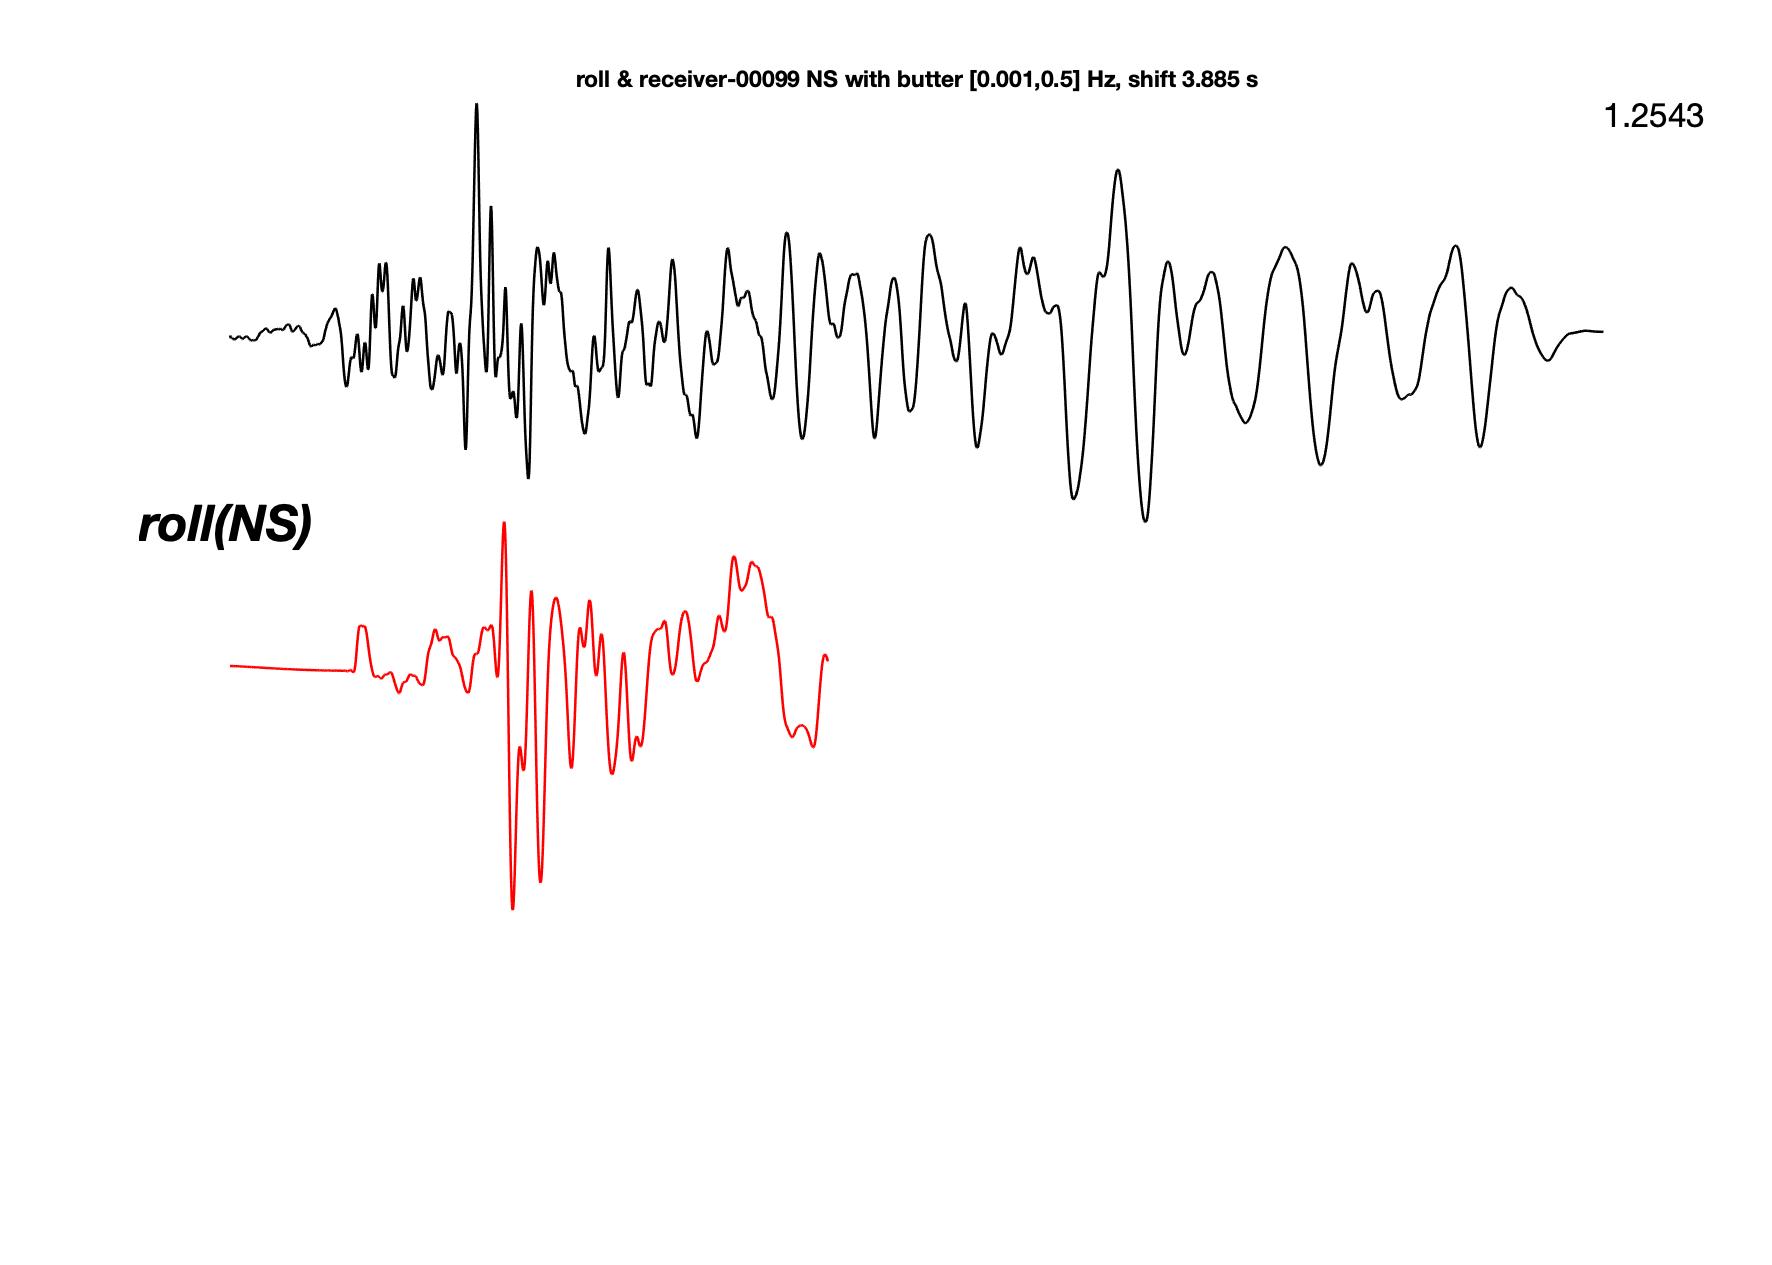 roll & receiver-00099 NS with butter [0.001,0.5] Hz, shift 3.885 s
1.2543
roll(NS)